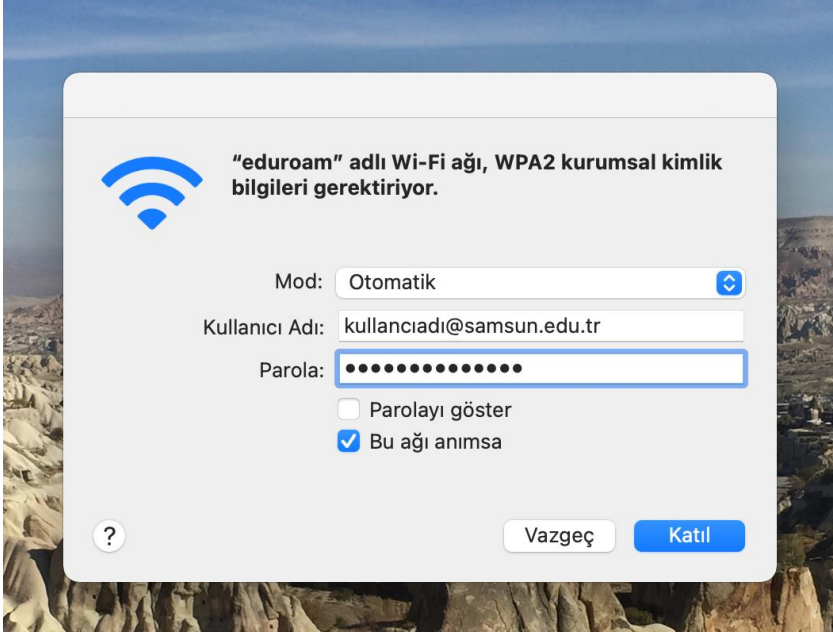 “eduroam” adlı Wi-Fi ağı, WPA2 kurumsal kimlik
bilgileri gerektiriyor.
Mod: Otomatik
Kullanıcı Adı: kullancıadı@samsun.edu.tr
Parola: ••••••••••••••
Parolayı göster
Bu ağı anımsa
? Vazgeç Katıl